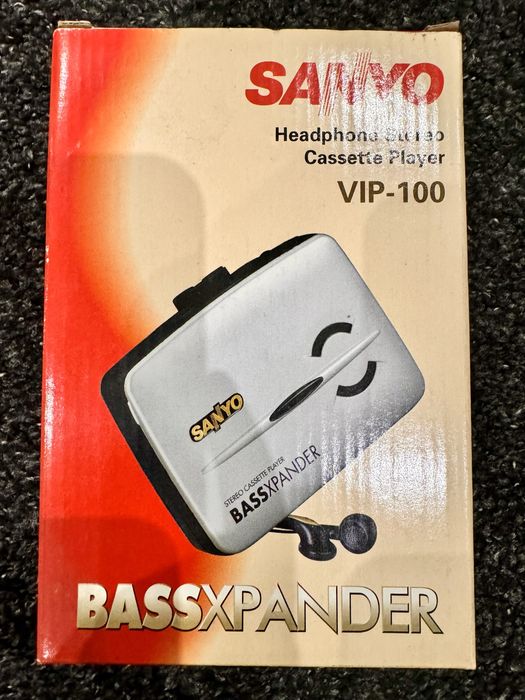 SANYO
Headphone Stereo
Cassette Player
VIP-100
SANYO
STEREO CASSETTE PLAYER
BASSXPANDER
BASSXPANDER